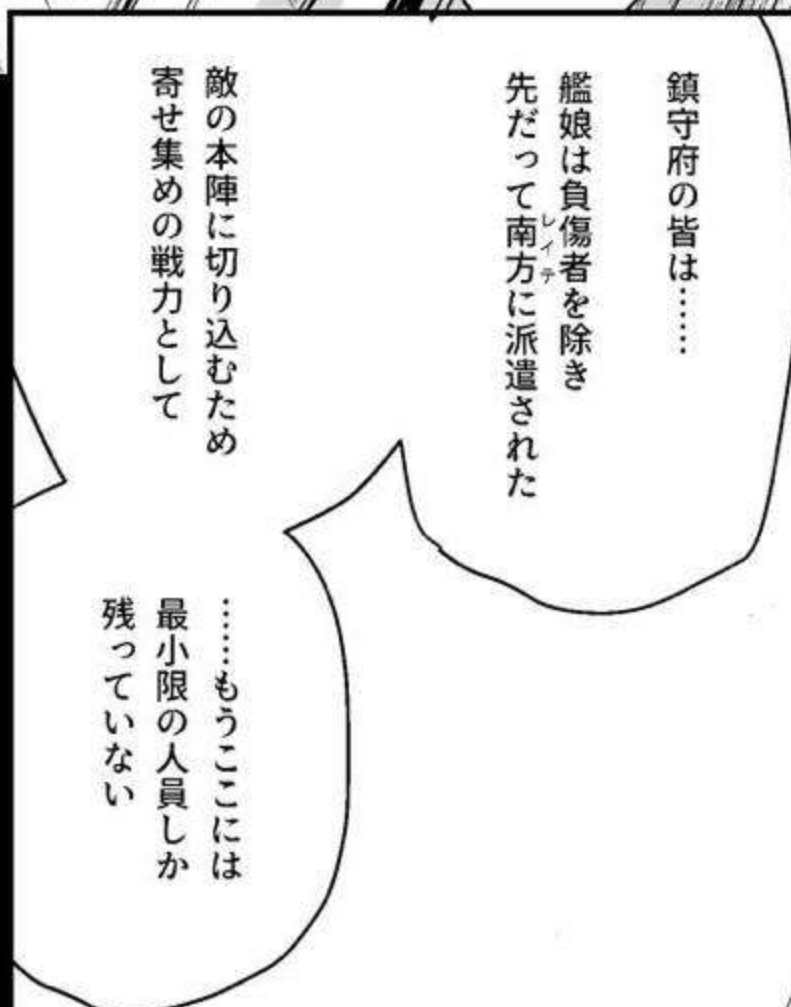 鎮守府の皆は……
艦娘は負傷者を除き
先だって南方に派遣された
レイテ
敵の本陣に切り込むため
寄せ集めの戦力として
……もうここには
最小限の人員しか
残っていない